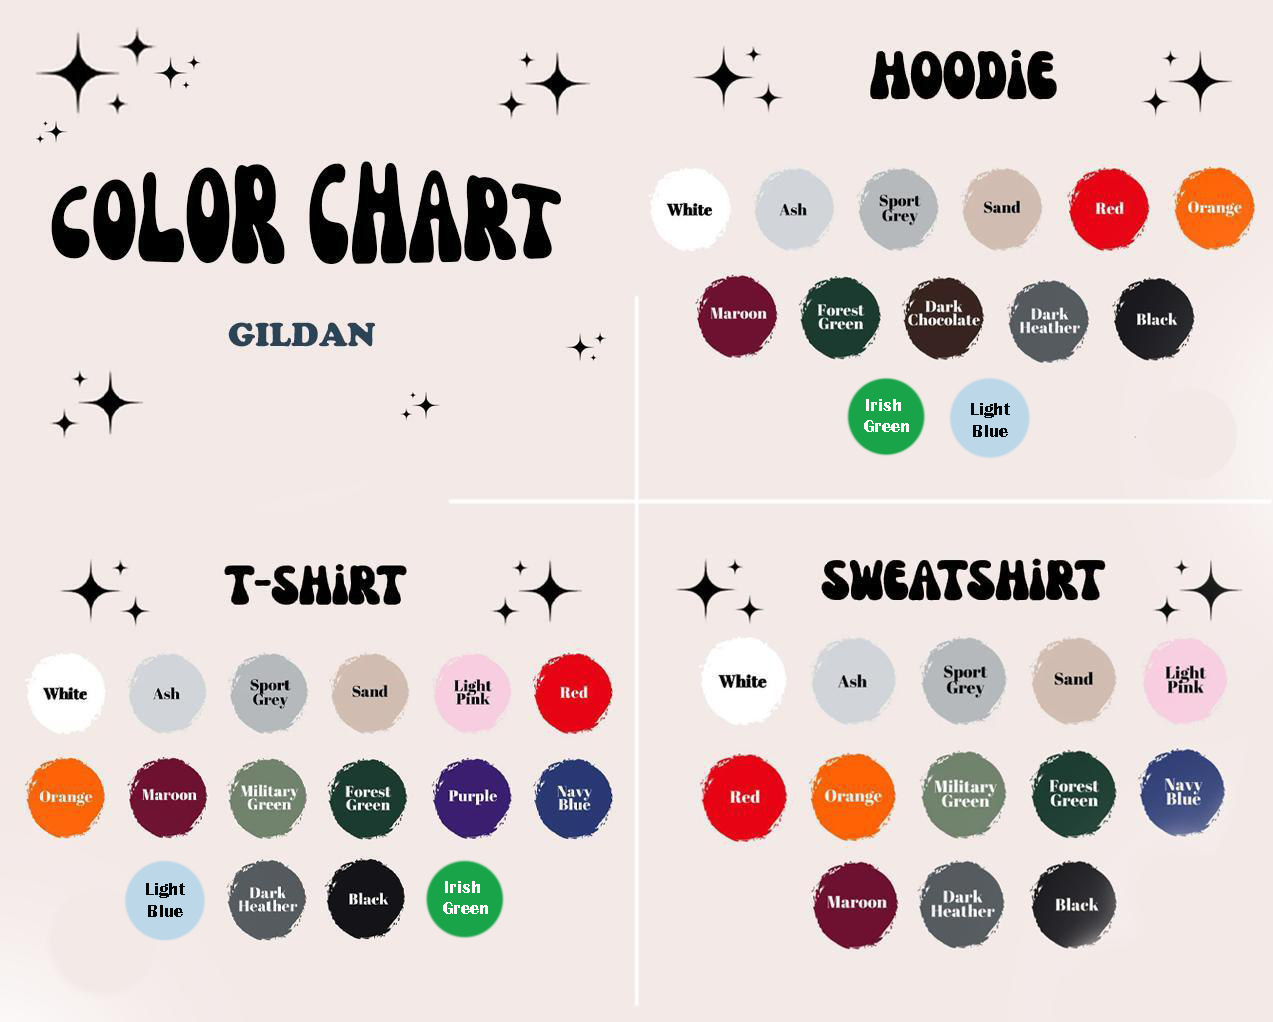 COLOR CHART
GILDAN
HOODiE
White
Ash
Sport
Grey
Sand
Red
Orange
Maroon
Forest
Green
Dark
Chocolate
Dark
Heather
Black
Irish
Green
Light
Blue
T-SHiRT
White
Ash
Sport
Grey
Sand
Light
Pink
Red
Orange
Maroon
Military
Green
Forest
Green
Purple
Navy
Blue
Light
Blue
Dark
Heather
Black
Irish
Green
SWEATSHiRT
White
Ash
Sport
Grey
Sand
Light
Pink
Red
Orange
Military
Green
Forest
Green
Navy
Blue
Maroon
Dark
Heather
Black